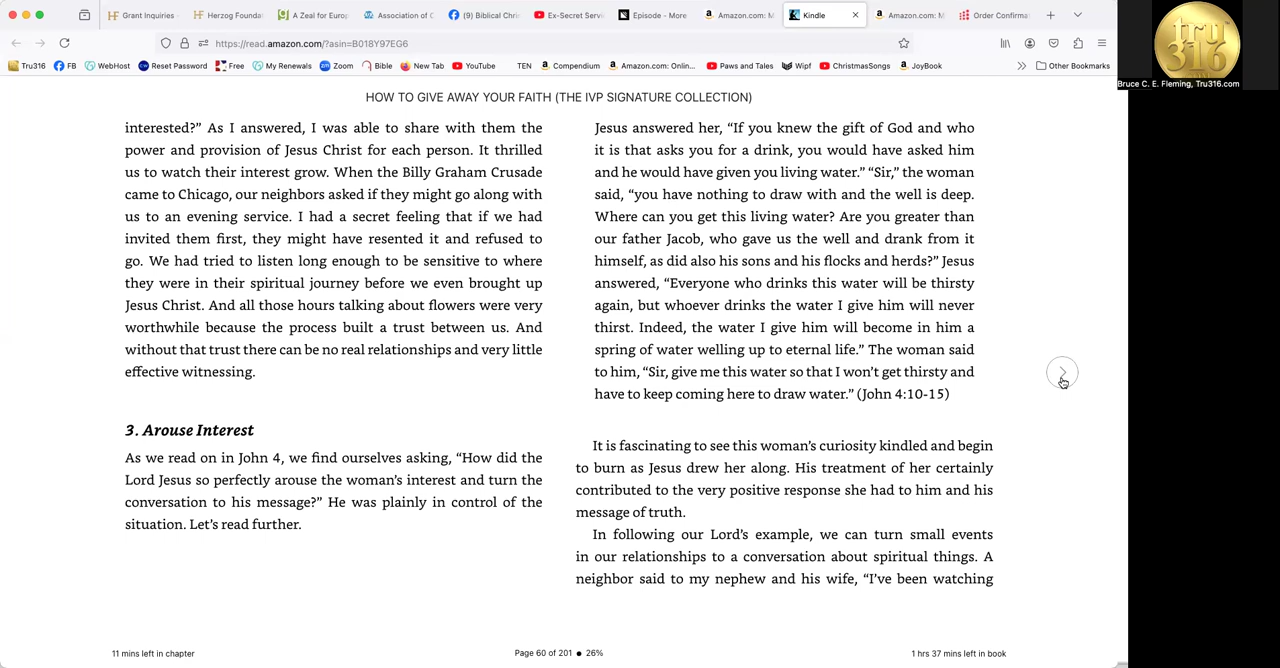 Grant Inquiries
Herzog Founda
A Zeal for Euro
Association of C
(9) Biblical Chri
Ex-Secret Servi
Episode - More
Amazon.com: M
Kindle
Amazon.com: M
Order Confirma
https://read.amazon.com/?asin=B018Y97EG6
Tru316 FB WebHost Reset Password Free My Renewals Zoom Bible New Tab YouTube TEN Compendium Amazon.com: Onlin... Paws and Tales Wipf ChristmasSongs JoyBook Other Bookmarks
tru
316
Bruce C. E. Fleming, Tru316.com
HOW TO GIVE AWAY YOUR FAITH (THE IVP SIGNATURE COLLECTION)
interested?” As I answered, I was able to share with them the
power and provision of Jesus Christ for each person. It thrilled
us to watch their interest grow. When the Billy Graham Crusade
came to Chicago, our neighbors asked if they might go along with
us to an evening service. I had a secret feeling that if we had
invited them first, they might have resented it and refused to
go. We had tried to listen long enough to be sensitive to where
they were in their spiritual journey before we even brought up
Jesus Christ. And all those hours talking about flowers were very
worthwhile because the process built a trust between us. And
without that trust there can be no real relationships and very little
effective witnessing.
3. Arouse Interest
As we read on in John 4, we find ourselves asking, “How did the
Lord Jesus so perfectly arouse the woman’s interest and turn the
conversation to his message?” He was plainly in control of the
situation. Let’s read further.
Jesus answered her, “If you knew the gift of God and who
it is that asks you for a drink, you would have asked him
and he would have given you living water.” “Sir,” the woman
said, “you have nothing to draw with and the well is deep.
Where can you get this living water? Are you greater than
our father Jacob, who gave us the well and drank from it
himself, as did also his sons and his flocks and herds?” Jesus
answered, “Everyone who drinks this water will be thirsty
again, but whoever drinks the water I give him will never
thirst. Indeed, the water I give him will become in him a
spring of water welling up to eternal life.” The woman said
to him, “Sir, give me this water so that I won’t get thirsty and
have to keep coming here to draw water.” (John 4:10-15)
It is fascinating to see this woman’s curiosity kindled and begin
to burn as Jesus drew her along. His treatment of her certainly
contributed to the very positive response she had to him and his
message of truth.
In following our Lord’s example, we can turn small events
in our relationships to a conversation about spiritual things. A
neighbor said to my nephew and his wife, “I’ve been watching
11 mins left in chapter
Page 60 of 201 ● 26%
1 hrs 37 mins left in book